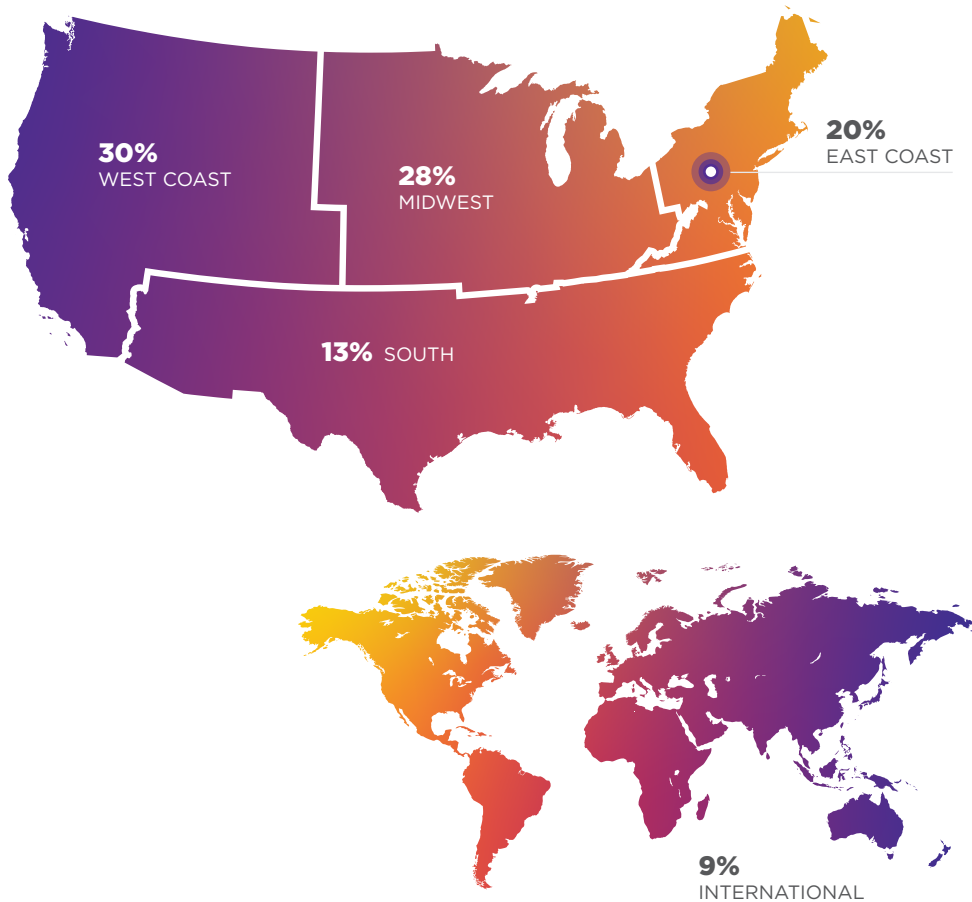 20%
EAST COAST
30%
WEST COAST
28%
MIDWEST
13% SOUTH
9%
INTERNATIONAL